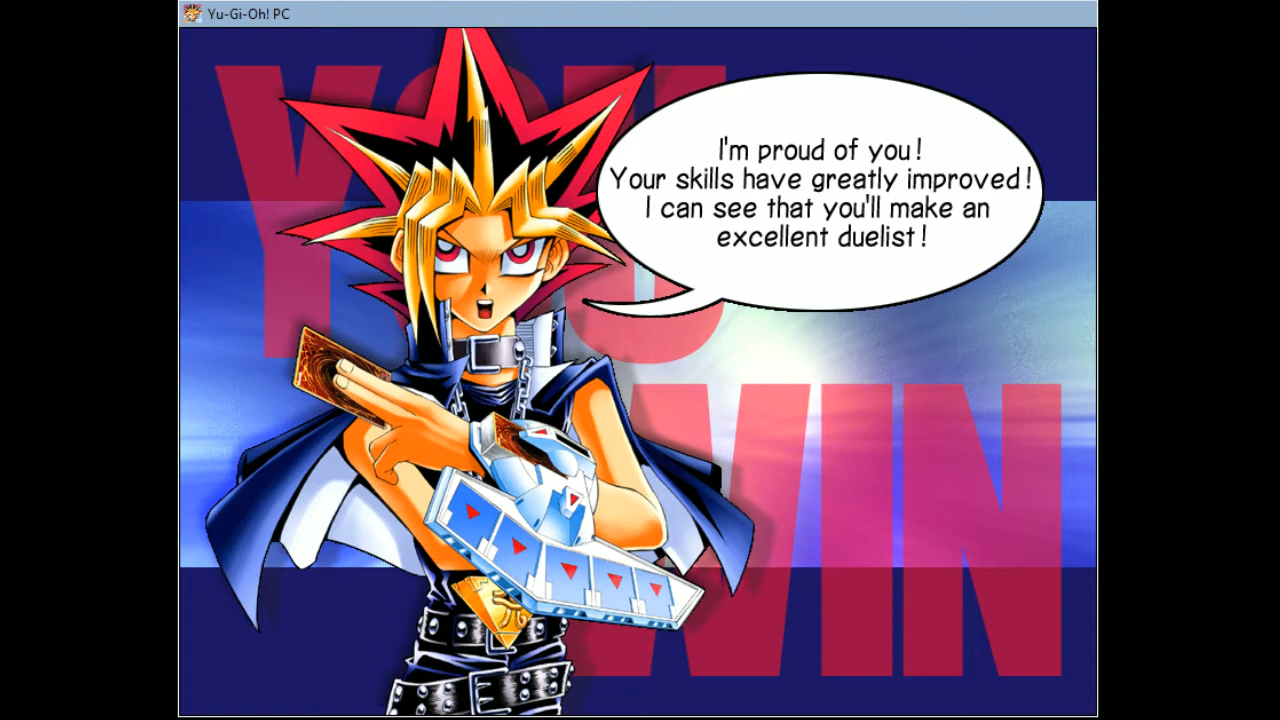 Yu-Gi-Oh! PC
YOU
I'm proud of you!
Your skills have greatly improved!
I can see that you'll make an
excellent duelist!
WIN